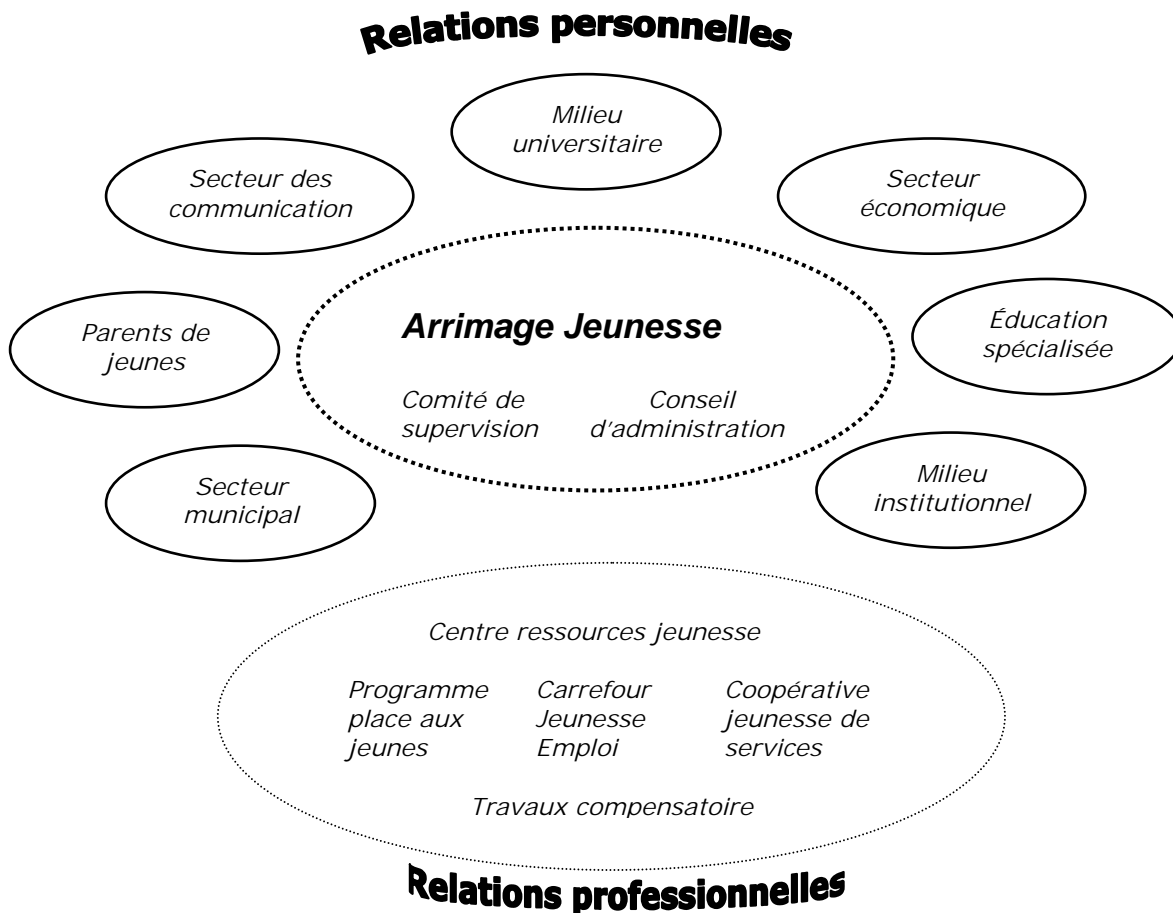 Relations personnelles
Milieu
universitaire
Secteur des
communication
Secteur
économique
Parents de
jeunes
Arrimage Jeunesse
Comité de
supervision
Conseil
d'administration
Éducation
spécialisée
Secteur
municipal
Milieu
institutionnel
Centre ressources jeunesse
Programme
place aux
jeunes
Carrefour
Jeunesse
Emploi
Coopérative
jeunesse de
services
Travaux compensatoire
Relations professionnelles